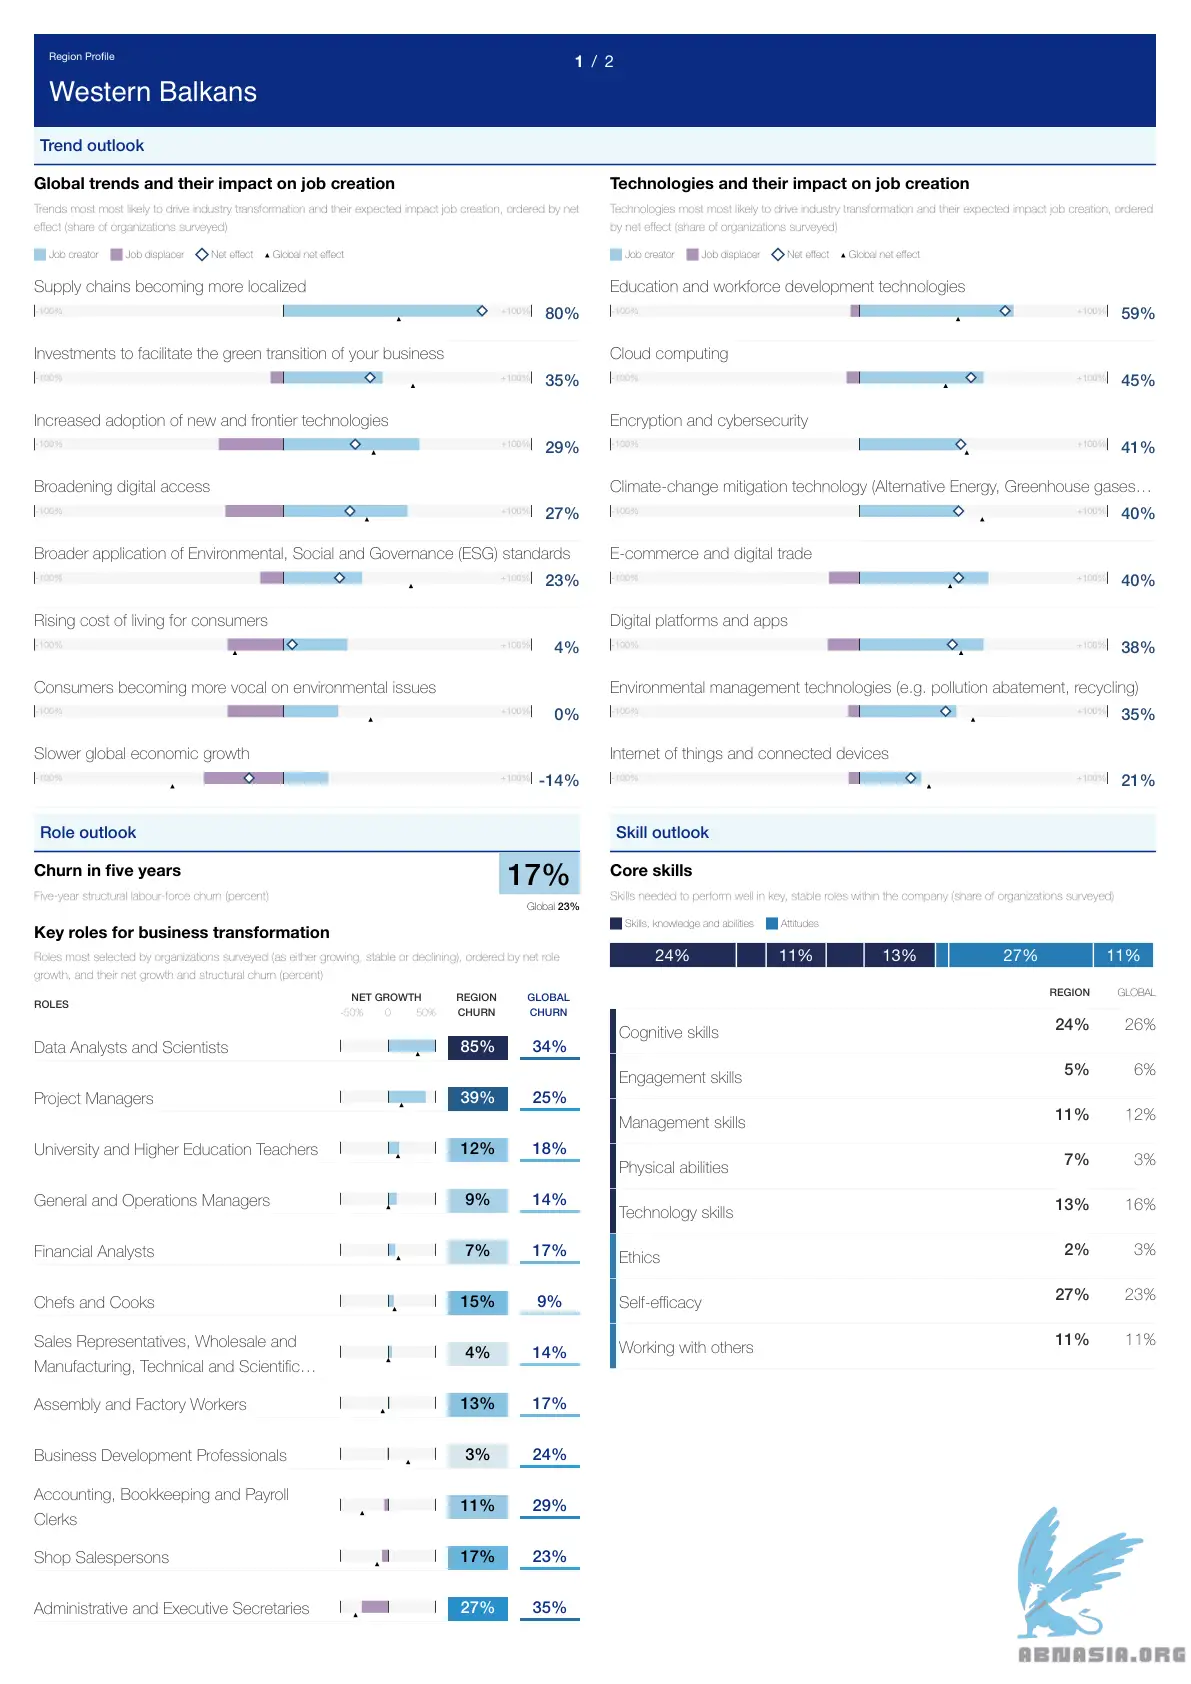 Region Profile
1 / 2
Western Balkans
Trend outlook
Global trends and their impact on job creation
Trends most most likely to drive industry transformation and their expected impact job creation, ordered by net
effect (share of organizations surveyed)
Job creator Job displacer Net effect Global net effect
Supply chains becoming more localized
-100% +100% 80%
Investments to facilitate the green transition of your business
-100% +100% 35%
Increased adoption of new and frontier technologies
-100% +100% 29%
Broadening digital access
-100% +100% 27%
Broader application of Environmental, Social and Governance (ESG) standards
-100% +100% 23%
Rising cost of living for consumers
-100% +100% 4%
Consumers becoming more vocal on environmental issues
-100% +100% 0%
Slower global economic growth
-100% +100% -14%
Technologies and their impact on job creation
Technologies most most likely to drive industry transformation and their expected impact job creation, ordered
by net effect (share of organizations surveyed)
Job creator Job displacer Net effect Global net effect
Education and workforce development technologies
-100% +100% 59%
Cloud computing
-100% +100% 45%
Encryption and cybersecurity
-100% +100% 41%
Climate-change mitigation technology (Alternative Energy, Greenhouse gases…
-100% +100% 40%
E-commerce and digital trade
-100% +100% 40%
Digital platforms and apps
-100% +100% 38%
Environmental management technologies (e.g. pollution abatement, recycling)
-100% +100% 35%
Internet of things and connected devices
-100% +100% 21%
Role outlook
Churn in five years
17%
Five-year structural labour-force churn (percent)
Global 23%
Key roles for business transformation
Roles most selected by organizations surveyed (as either growing, stable or declining), ordered by net role
growth, and their net growth and structural churn (percent)
ROLES NET GROWTH REGION CHURN GLOBAL CHURN
-50% 0 50%
Data Analysts and Scientists 85% 34%
Project Managers 39% 25%
University and Higher Education Teachers 12% 18%
General and Operations Managers 9% 14%
Financial Analysts 7% 17%
Chefs and Cooks 15% 9%
Sales Representatives, Wholesale and
Manufacturing, Technical and Scientific… 4% 14%
Assembly and Factory Workers 13% 17%
Business Development Professionals 3% 24%
Accounting, Bookkeeping and Payroll
Clerks 11% 29%
Shop Salespersons 17% 23%
Administrative and Executive Secretaries 27% 35%
Skill outlook
Core skills
Skills needed to perform well in key, stable roles within the company (share of organizations surveyed)
Skills, knowledge and abilities Attitudes
24% 11% 13% 27% 11%
REGION GLOBAL
Cognitive skills 24% 26%
Engagement skills 5% 6%
Management skills 11% 12%
Physical abilities 7% 3%
Technology skills 13% 16%
Ethics 2% 3%
Self-efficacy 27% 23%
Working with others 11% 11%
ABNASIA.ORG